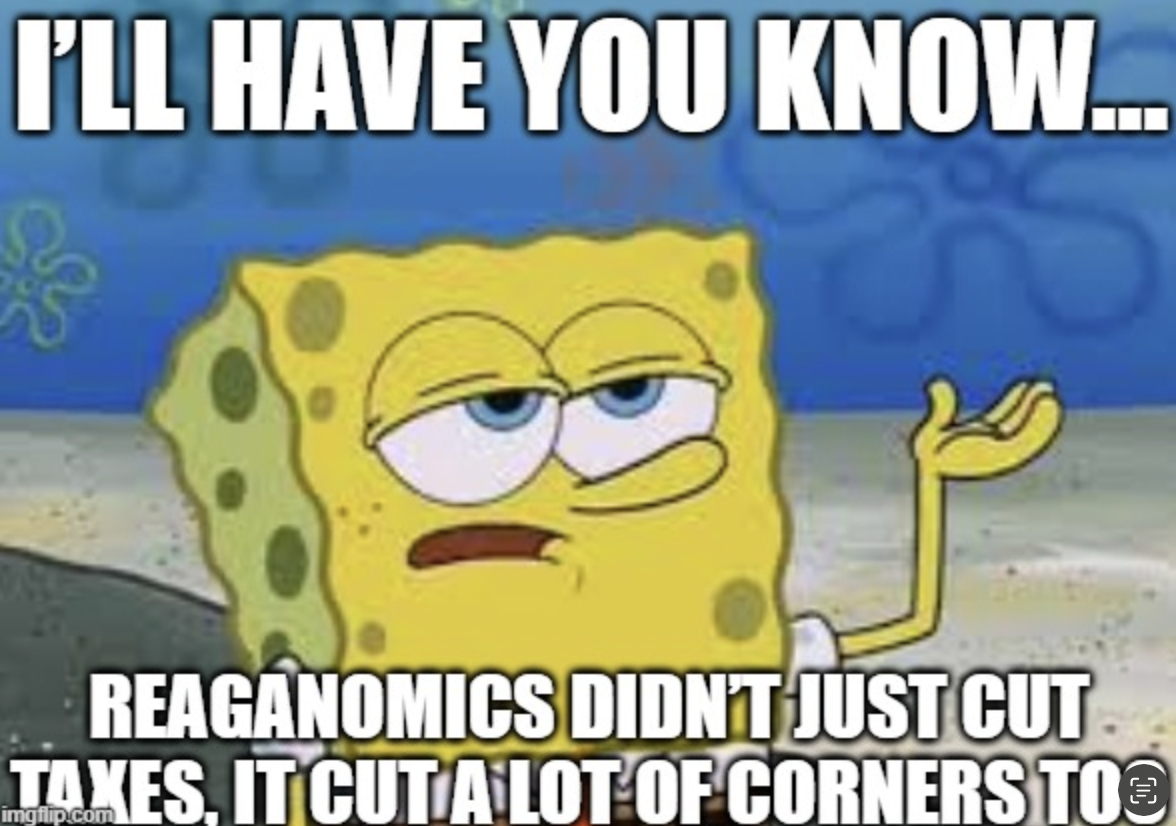 I'LL HAVE YOU KNOW...
REAGANOMICS DIDN'T JUST CUT
TAXES, IT CUT A LOT OF CORNERS TOO
imgflip.com